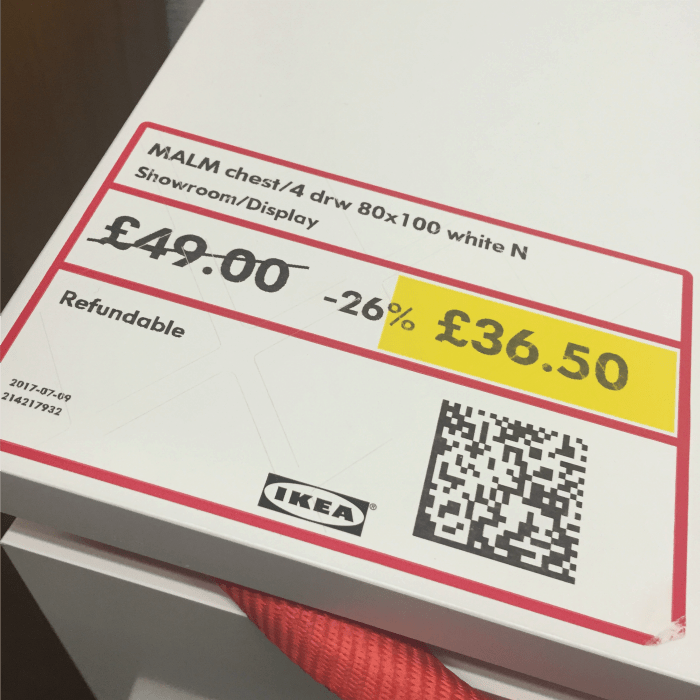 MALM chest/4 drw 80x100 white N
Showroom/Display
£49.00 -26% £36.50
Refundable
2017-07-09
214217932
IKEA®